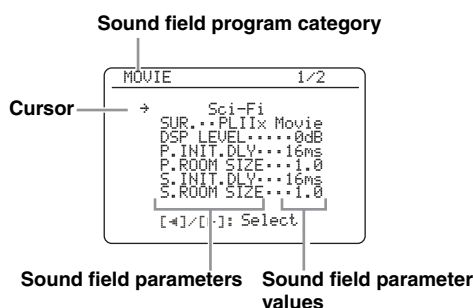 Sound field program category
MOVIE 1/2
Cursor
→ Sci-Fi
SUR.··PLIIx Movie
DSP LEVEL·····0dB
P.INIT.DLY···16ms
P.ROOM SIZE···1.0
S.INIT.DLY···16ms
S.ROOM SIZE···1.0
[◀]/[▶]: Select
Sound field parameters
Sound field parameter
values